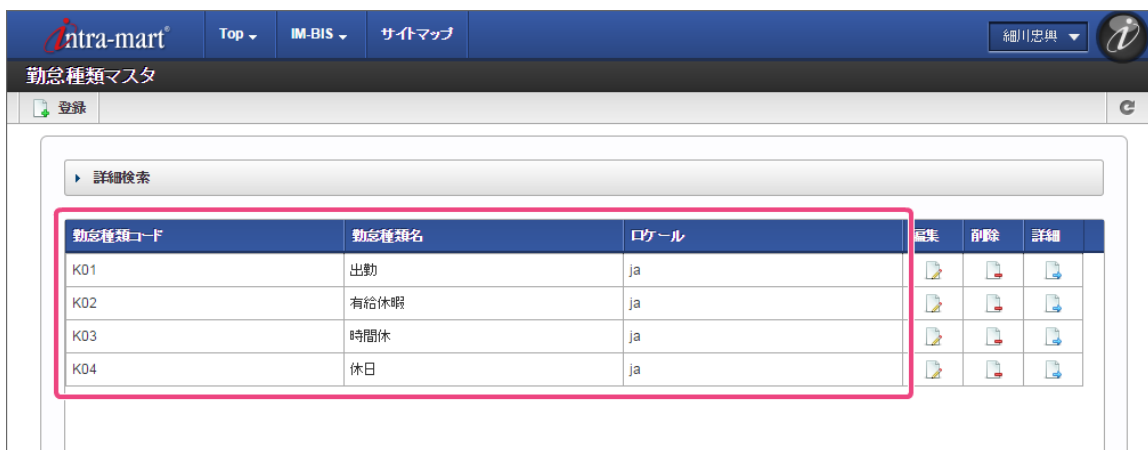 intra-mart® Top IM-BIS サイトマップ 細川忠興
勤怠種類マスタ
登録
詳細検索
勤怠種類コード 勤怠種類名 ロケール 編集 削除 詳細
K01 出勤 ja
K02 有給休暇 ja
K03 時間休 ja
K04 休日 ja